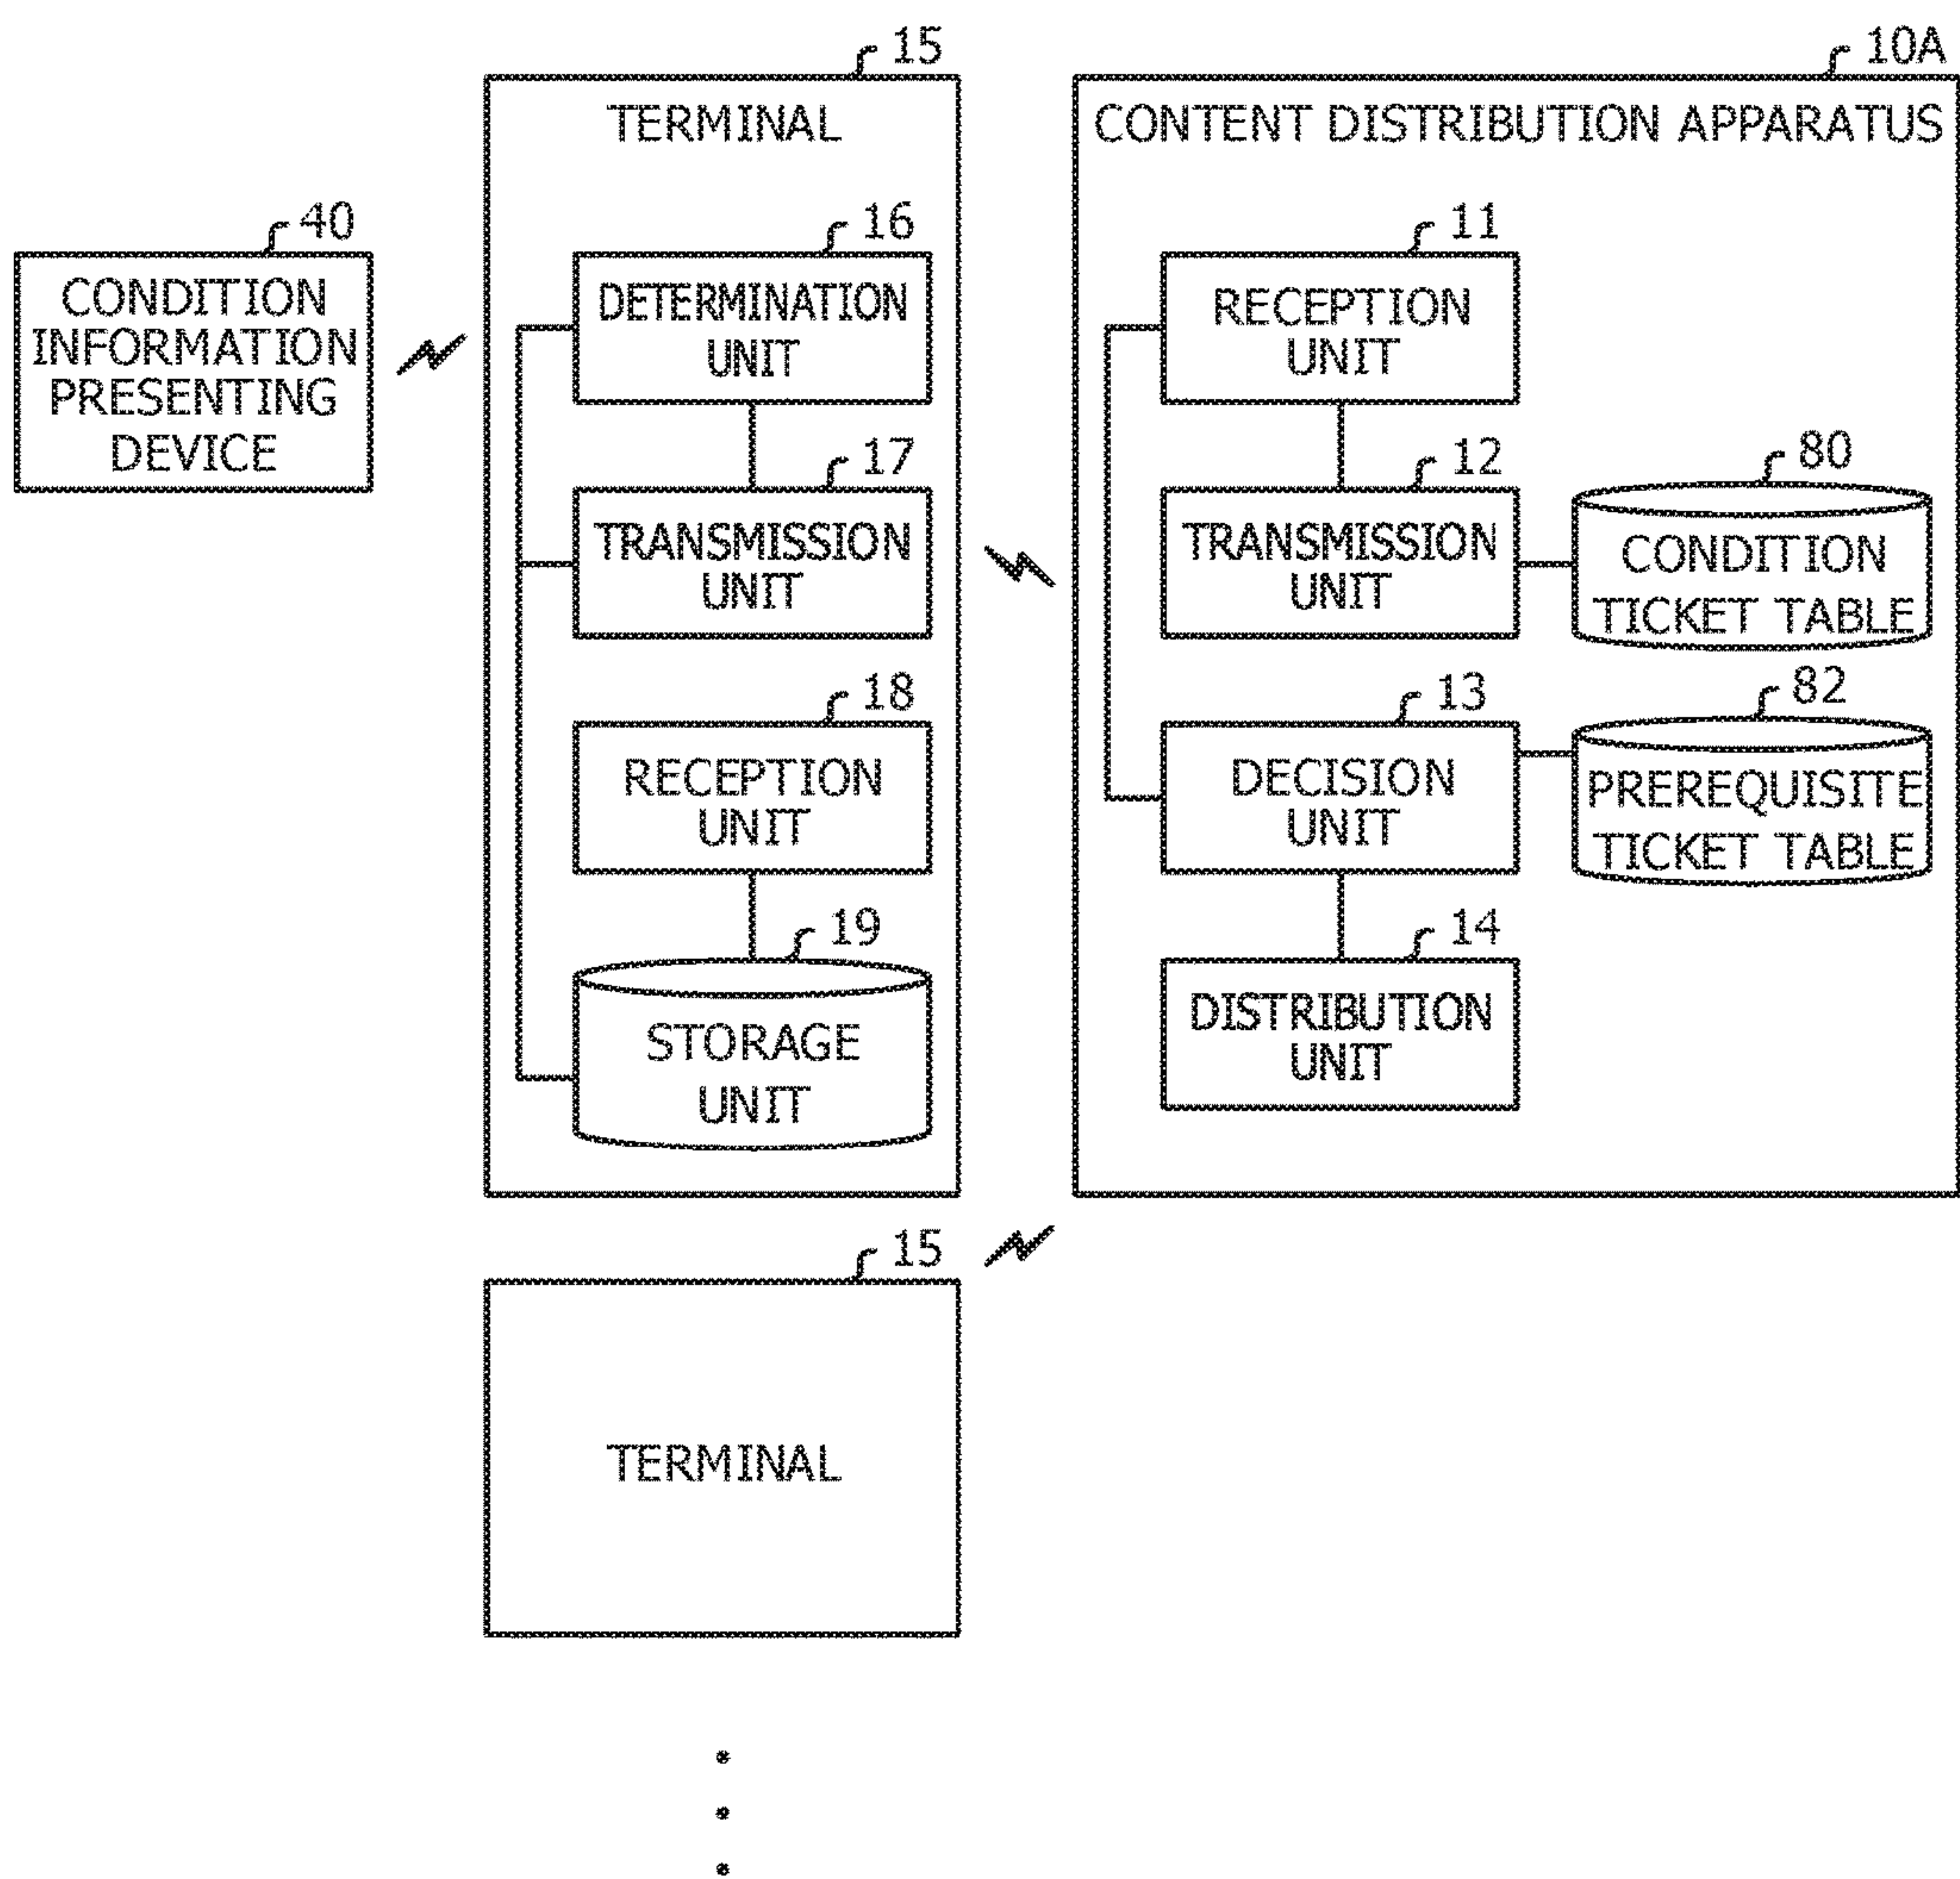 15
10A
TERMINAL
CONTENT DISTRIBUTION APPARATUS
40
CONDITION
INFORMATION
PRESENTING
DEVICE
16
DETERMINATION
UNIT
17
TRANSMISSION
UNIT
18
RECEPTION
UNIT
19
STORAGE
UNIT
11
RECEPTION
UNIT
12
TRANSMISSION
UNIT
80
CONDITION
TICKET TABLE
13
DECISION
UNIT
82
PREREQUISITE
TICKET TABLE
14
DISTRIBUTION
UNIT
15
TERMINAL